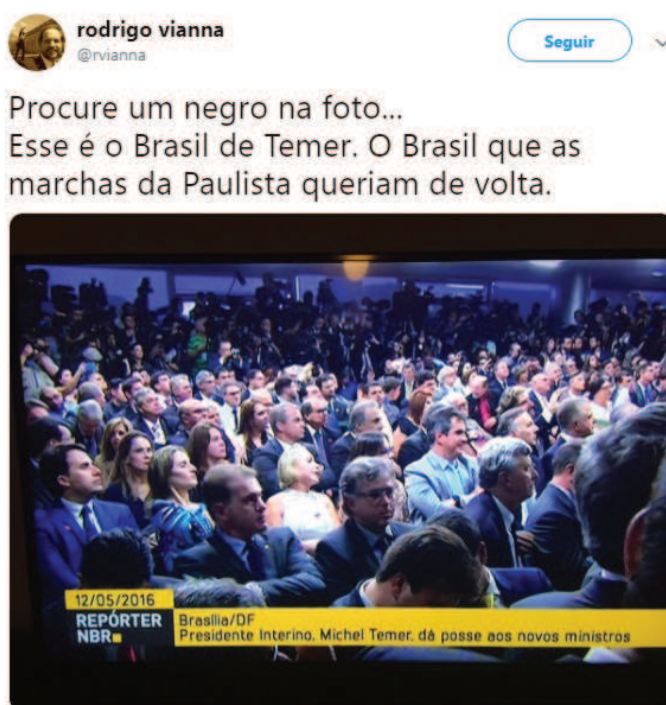 rodrigo vianna
@rvianna
Seguir
Procure um negro na foto...
Esse é o Brasil de Temer. O Brasil que as
marchas da Paulista queriam de volta.
12/05/2016
REPÓRTER
NBR
Brasília/DF
Presidente Interino, Michel Temer, dá posse aos novos ministros